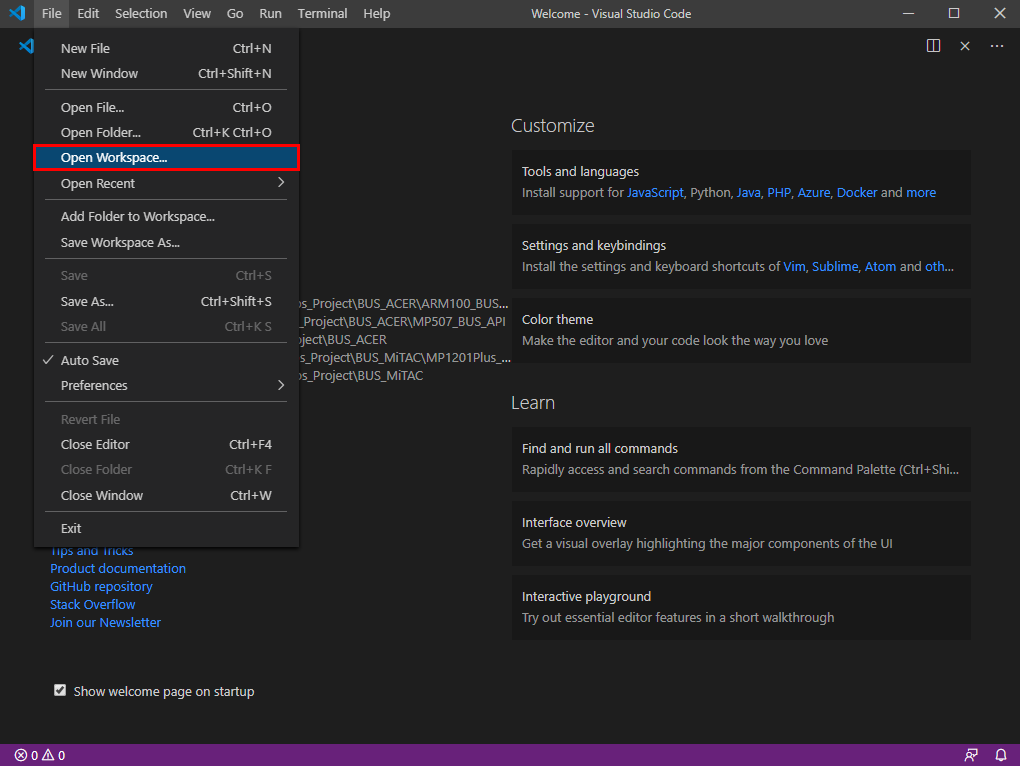 File Edit Selection View Go Run Terminal Help Welcome - Visual Studio Code
New File Ctrl+N
New Window Ctrl+Shift+N
Open File... Ctrl+O
Open Folder... Ctrl+K Ctrl+O
Open Workspace...
Open Recent
Add Folder to Workspace...
Save Workspace As...
Save Ctrl+S
Save As... Ctrl+Shift+S
Save All Ctrl+K S
Auto Save
Preferences
Revert File
Close Editor Ctrl+F4
Close Folder Ctrl+K F
Close Window Ctrl+W
Exit
s_Project\BUS_ACER\ARM100_BUS...
_Project\BUS_ACER\MP507_BUS_API
ject\BUS_ACER
s_Project\BUS_MiTAC\MP1201Plus_...
s_Project\BUS_MiTAC
Tips and Tricks
Product documentation
GitHub repository
Stack Overflow
Join our Newsletter
Show welcome page on startup
Customize
Tools and languages
Install support for JavaScript, Python, Java, PHP, Azure, Docker and more
Settings and keybindings
Install the settings and keyboard shortcuts of Vim, Sublime, Atom and oth...
Color theme
Make the editor and your code look the way you love
Learn
Find and run all commands
Rapidly access and search commands from the Command Palette (Ctrl+Shi...
Interface overview
Get a visual overlay highlighting the major components of the UI
Interactive playground
Try out essential editor features in a short walkthrough
0 0